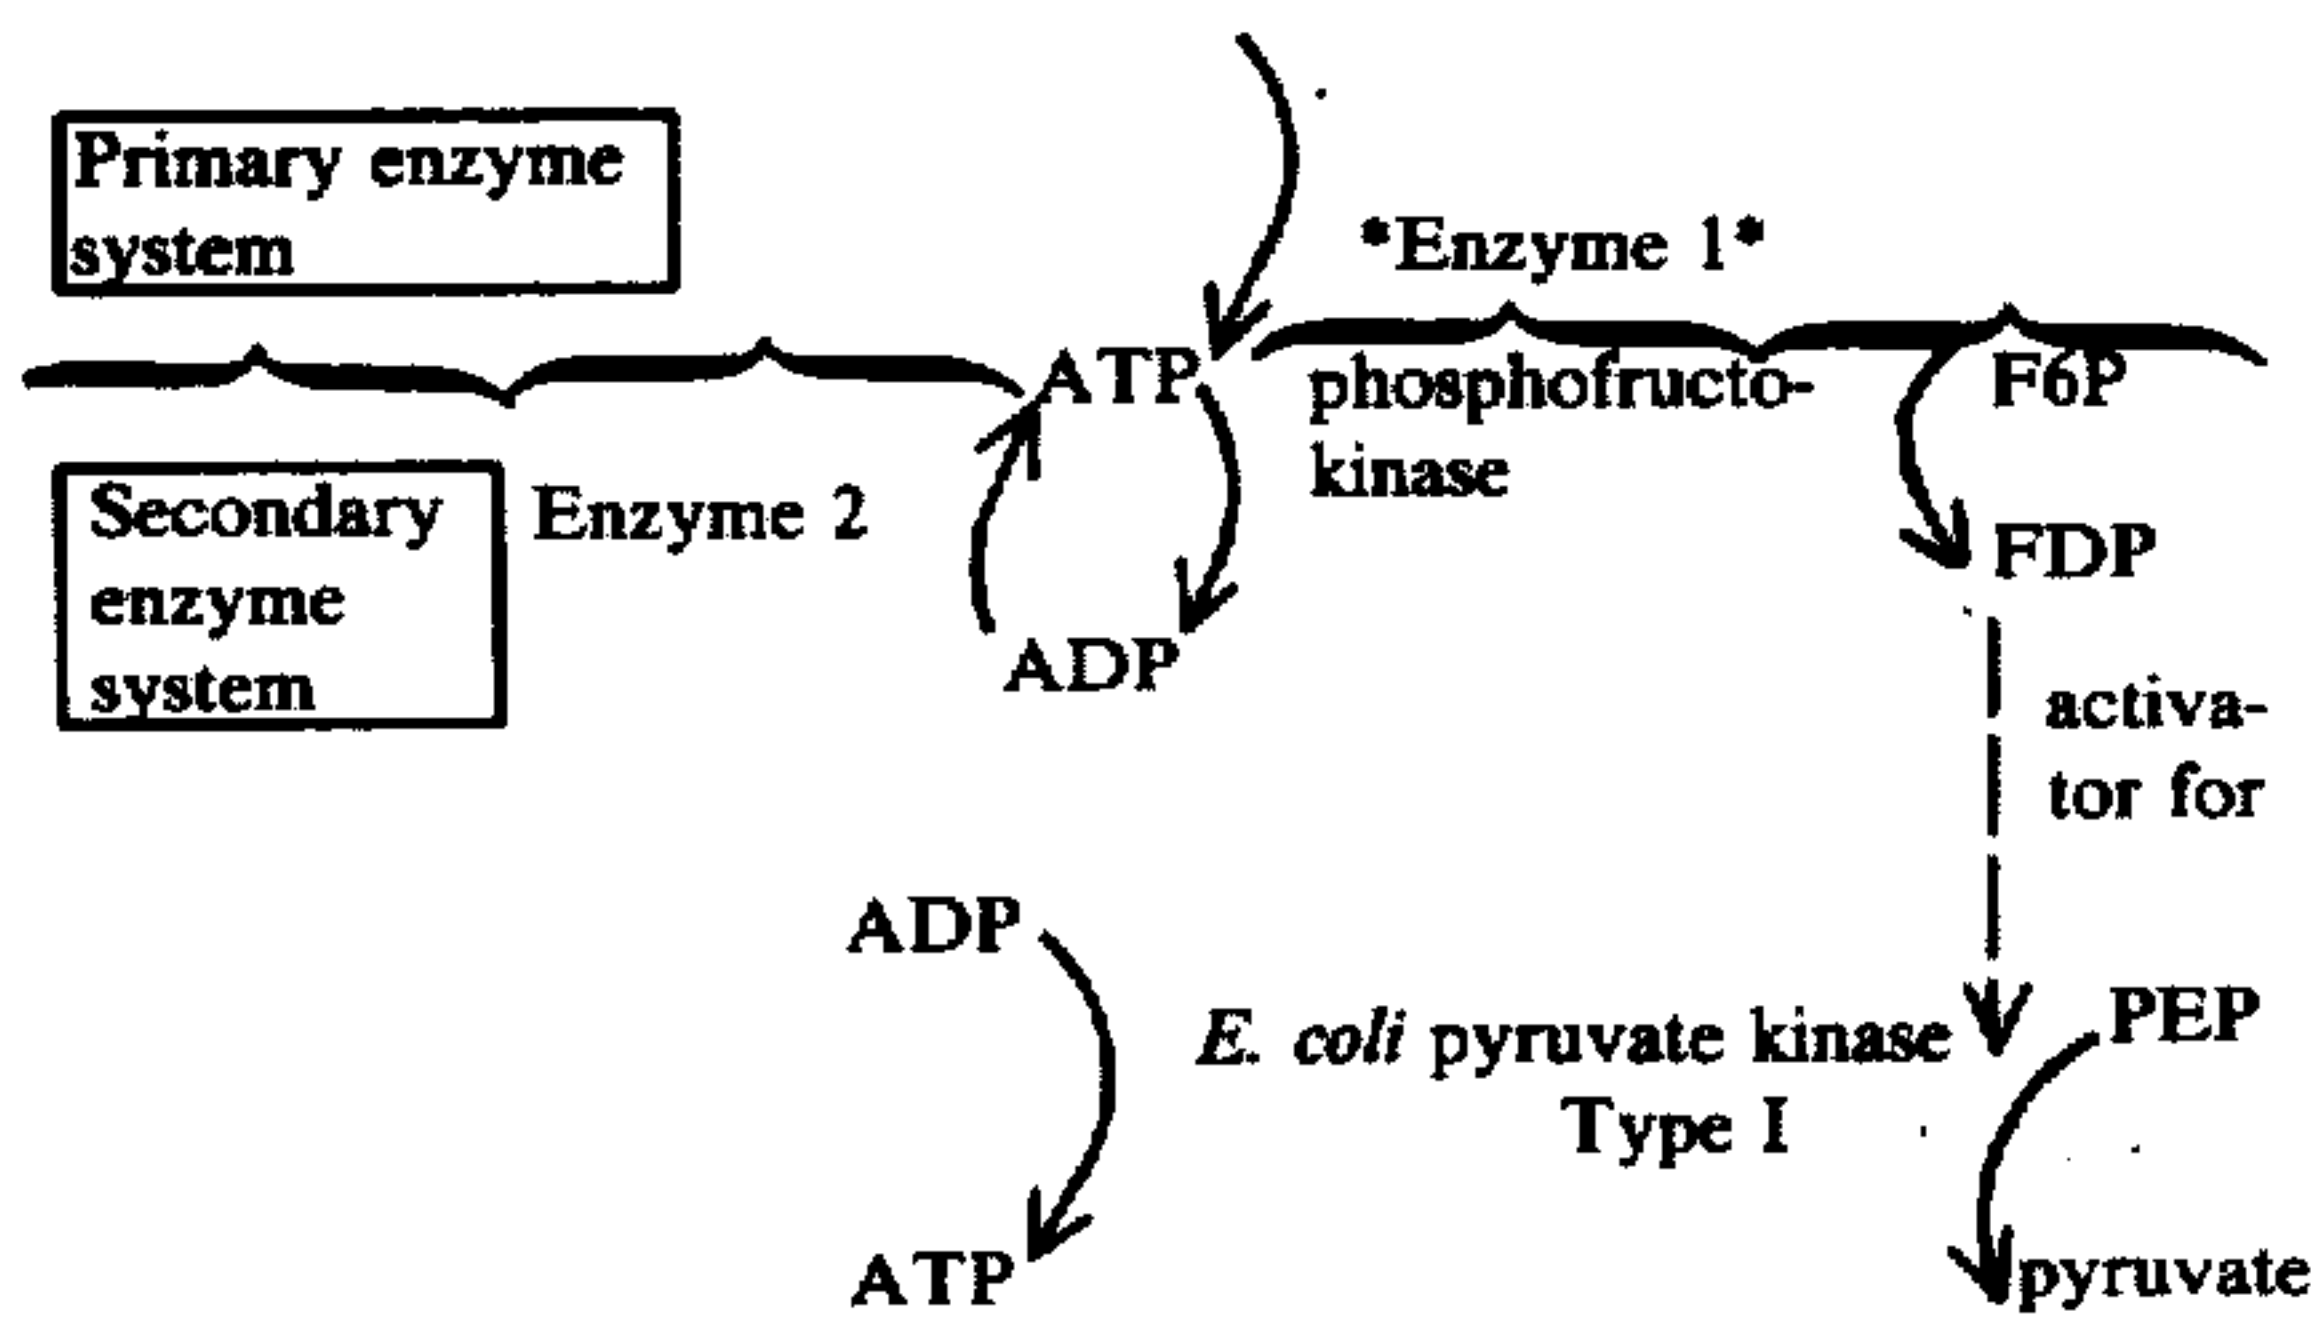 Primary enzyme
system
*Enzyme 1*
ATP
phosphofructo-
kinase
F6P
FDP
Secondary
enzyme
system
Enzyme 2
ADP
activa-
tor for
ADP
E. coli pyruvate kinase
Type I
PEP
ATP
pyruvate